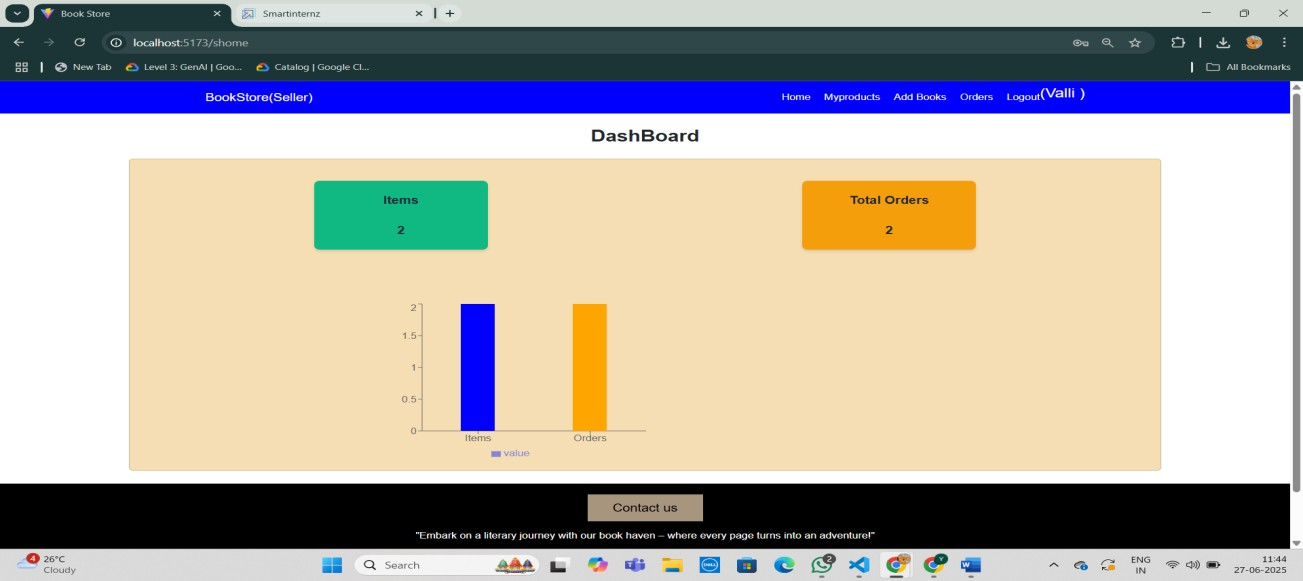 Book Store
Smartinternz
localhost:5173/shome
New Tab
Level 3: GenAI | Goo...
Catalog | Google Cl...
All Bookmarks
BookStore(Seller)
Home Myproducts Add Books Orders Logout(Valli )
DashBoard
Items
2
Total Orders
2
2
1.5
1
0.5
0
Items Orders
value
Contact us
"Embark on a literary journey with our book haven – where every page turns into an adventure!"
4
26°C
Cloudy
Search
DELL
2
Y
ENG
IN
11:44
27-06-2025